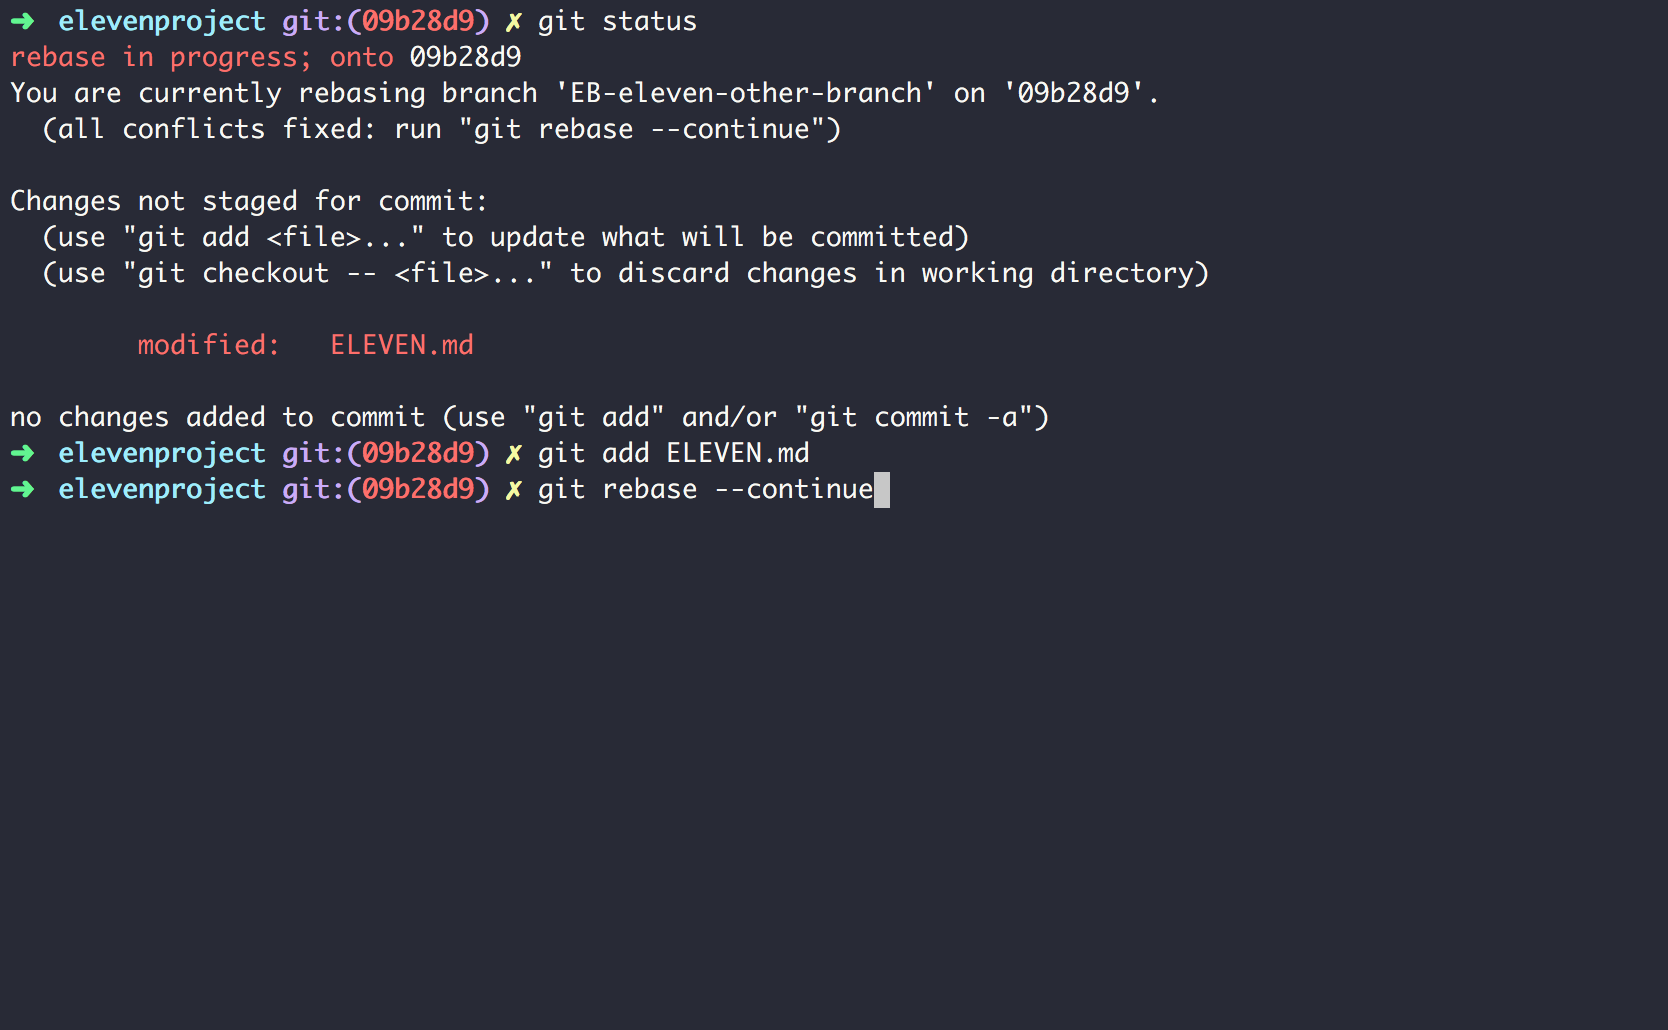 ➜  elevenproject git:(09b28d9) ✗ git status
rebase in progress; onto 09b28d9
You are currently rebasing branch 'EB-eleven-other-branch' on '09b28d9'.
  (all conflicts fixed: run "git rebase --continue")

Changes not staged for commit:
  (use "git add <file>..." to update what will be committed)
  (use "git checkout -- <file>..." to discard changes in working directory)

        modified:   ELEVEN.md

no changes added to commit (use "git add" and/or "git commit -a")
➜  elevenproject git:(09b28d9) ✗ git add ELEVEN.md
➜  elevenproject git:(09b28d9) ✗ git rebase --continue